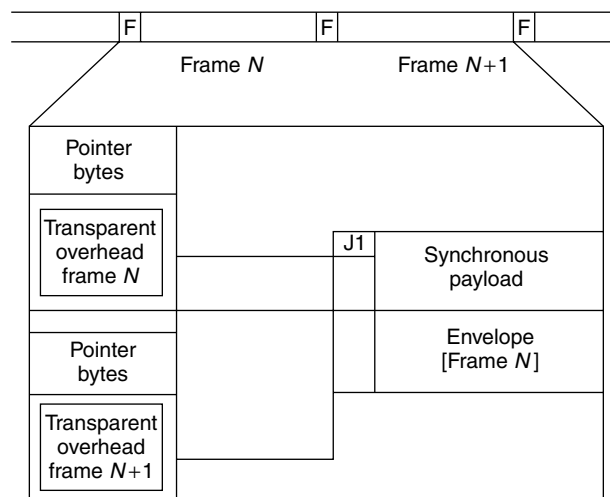 F
F
F
Frame N
Frame N+1
Pointer
bytes
Transparent
overhead
frame N
J1
Synchronous
payload
Envelope
[Frame N]
Pointer
bytes
Transparent
overhead
frame N+1